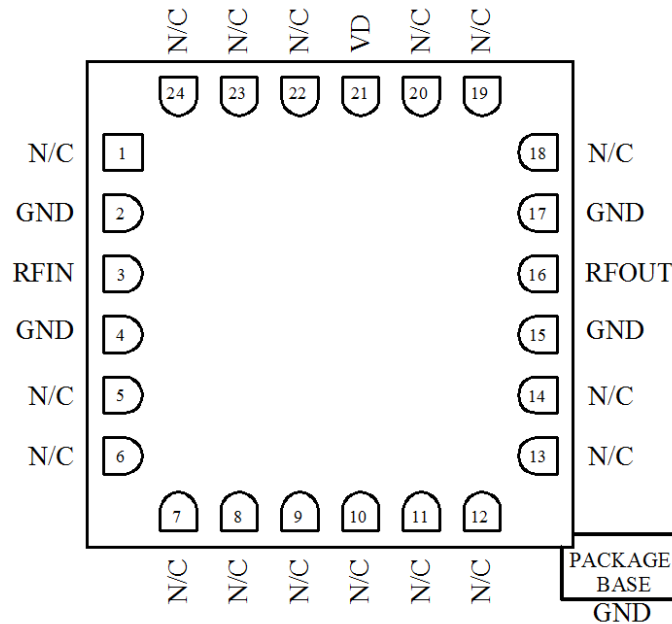 N/C N/C N/C VD N/C N/C
24 23 22 21 20 19
N/C 1 18 N/C
GND 2 17 GND
RFIN 3 16 RFOUT
GND 4 15 GND
N/C 5 14 N/C
N/C 6 13 N/C
7 8 9 10 11 12
N/C N/C N/C N/C N/C N/C
PACKAGE
BASE
GND